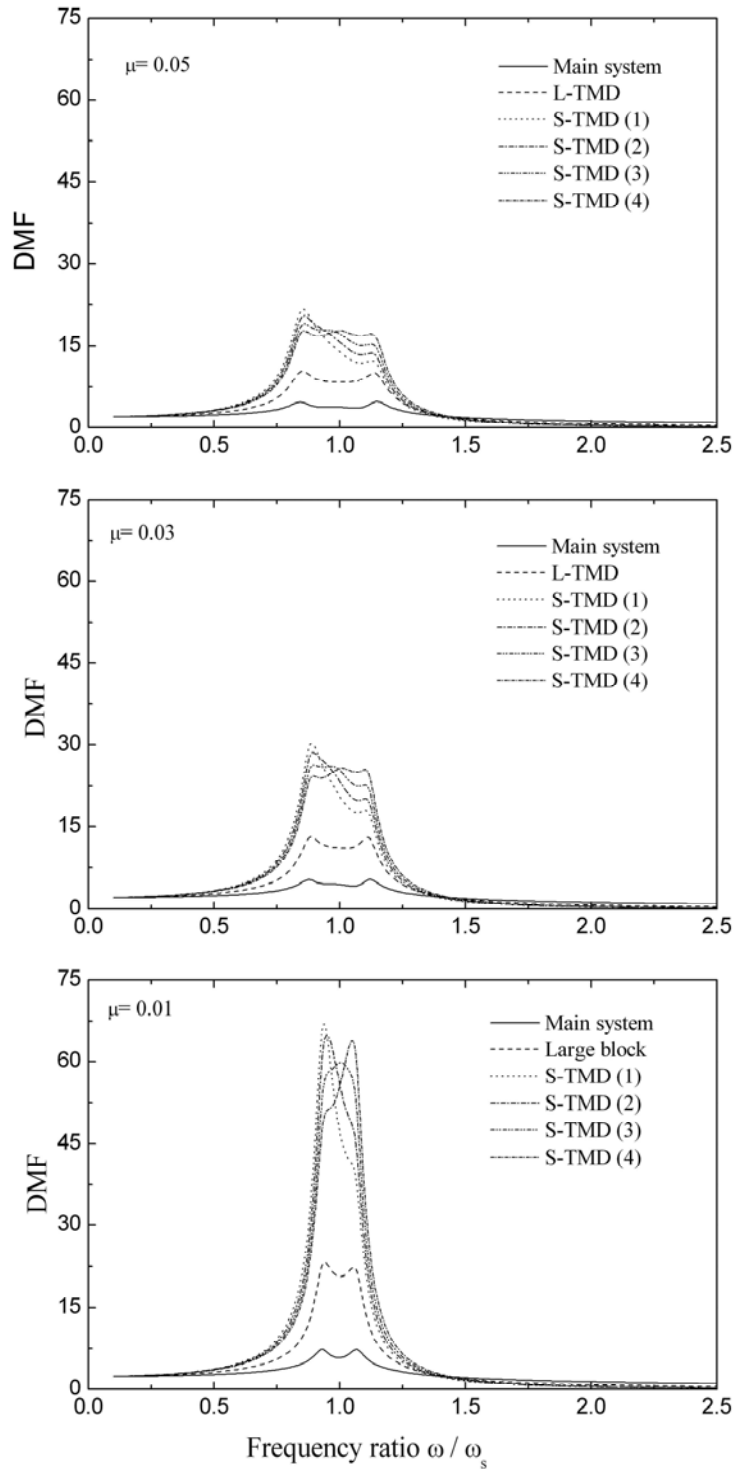 75
60
45
30
15
0
DMF
μ= 0.05
Main system
L-TMD
S-TMD (1)
S-TMD (2)
S-TMD (3)
S-TMD (4)
0.0 0.5 1.0 1.5 2.0 2.5
75
60
45
30
15
0
DMF
μ= 0.03
Main system
L-TMD
S-TMD (1)
S-TMD (2)
S-TMD (3)
S-TMD (4)
0.0 0.5 1.0 1.5 2.0 2.5
75
60
45
30
15
0
DMF
μ= 0.01
Main system
Large block
S-TMD (1)
S-TMD (2)
S-TMD (3)
S-TMD (4)
0.0 0.5 1.0 1.5 2.0 2.5
Frequency ratio ω / ωs